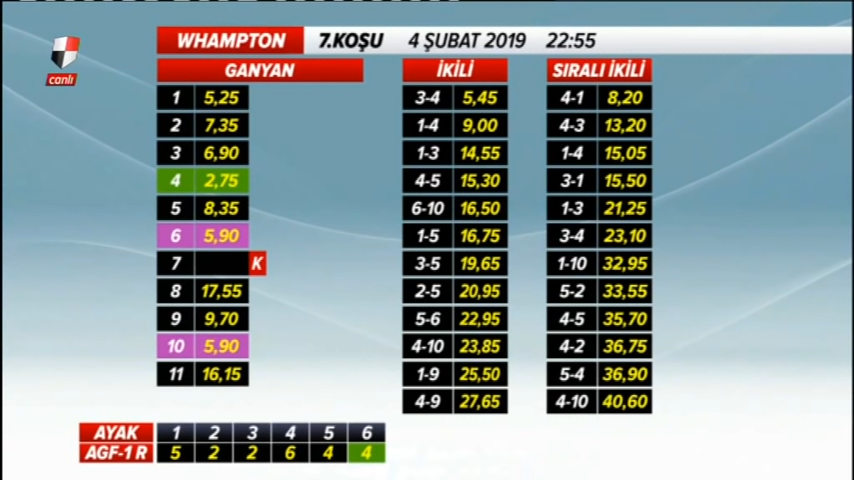 WHAMPTON 7.KOŞU 4 ŞUBAT 2019 22:55
canlı
GANYAN İKİLİ SIRALI İKİLİ
1 5,25 3-4 5,45 4-1 8,20
2 7,35 1-4 9,00 4-3 13,20
3 6,90 1-3 14,55 1-4 15,05
4 2,75 4-5 15,30 3-1 15,50
5 8,35 6-10 16,50 1-3 21,25
6 5,90 1-5 16,75 3-4 23,10
7 K 3-5 19,65 1-10 32,95
8 17,55 2-5 20,95 5-2 33,55
9 9,70 5-6 22,95 4-5 35,70
10 5,90 4-10 23,85 4-2 36,75
11 16,15 1-9 25,50 5-4 36,90
4-9 27,65 4-10 40,60
AYAK 1 2 3 4 5 6
AGF-1 R 5 2 2 6 4 4